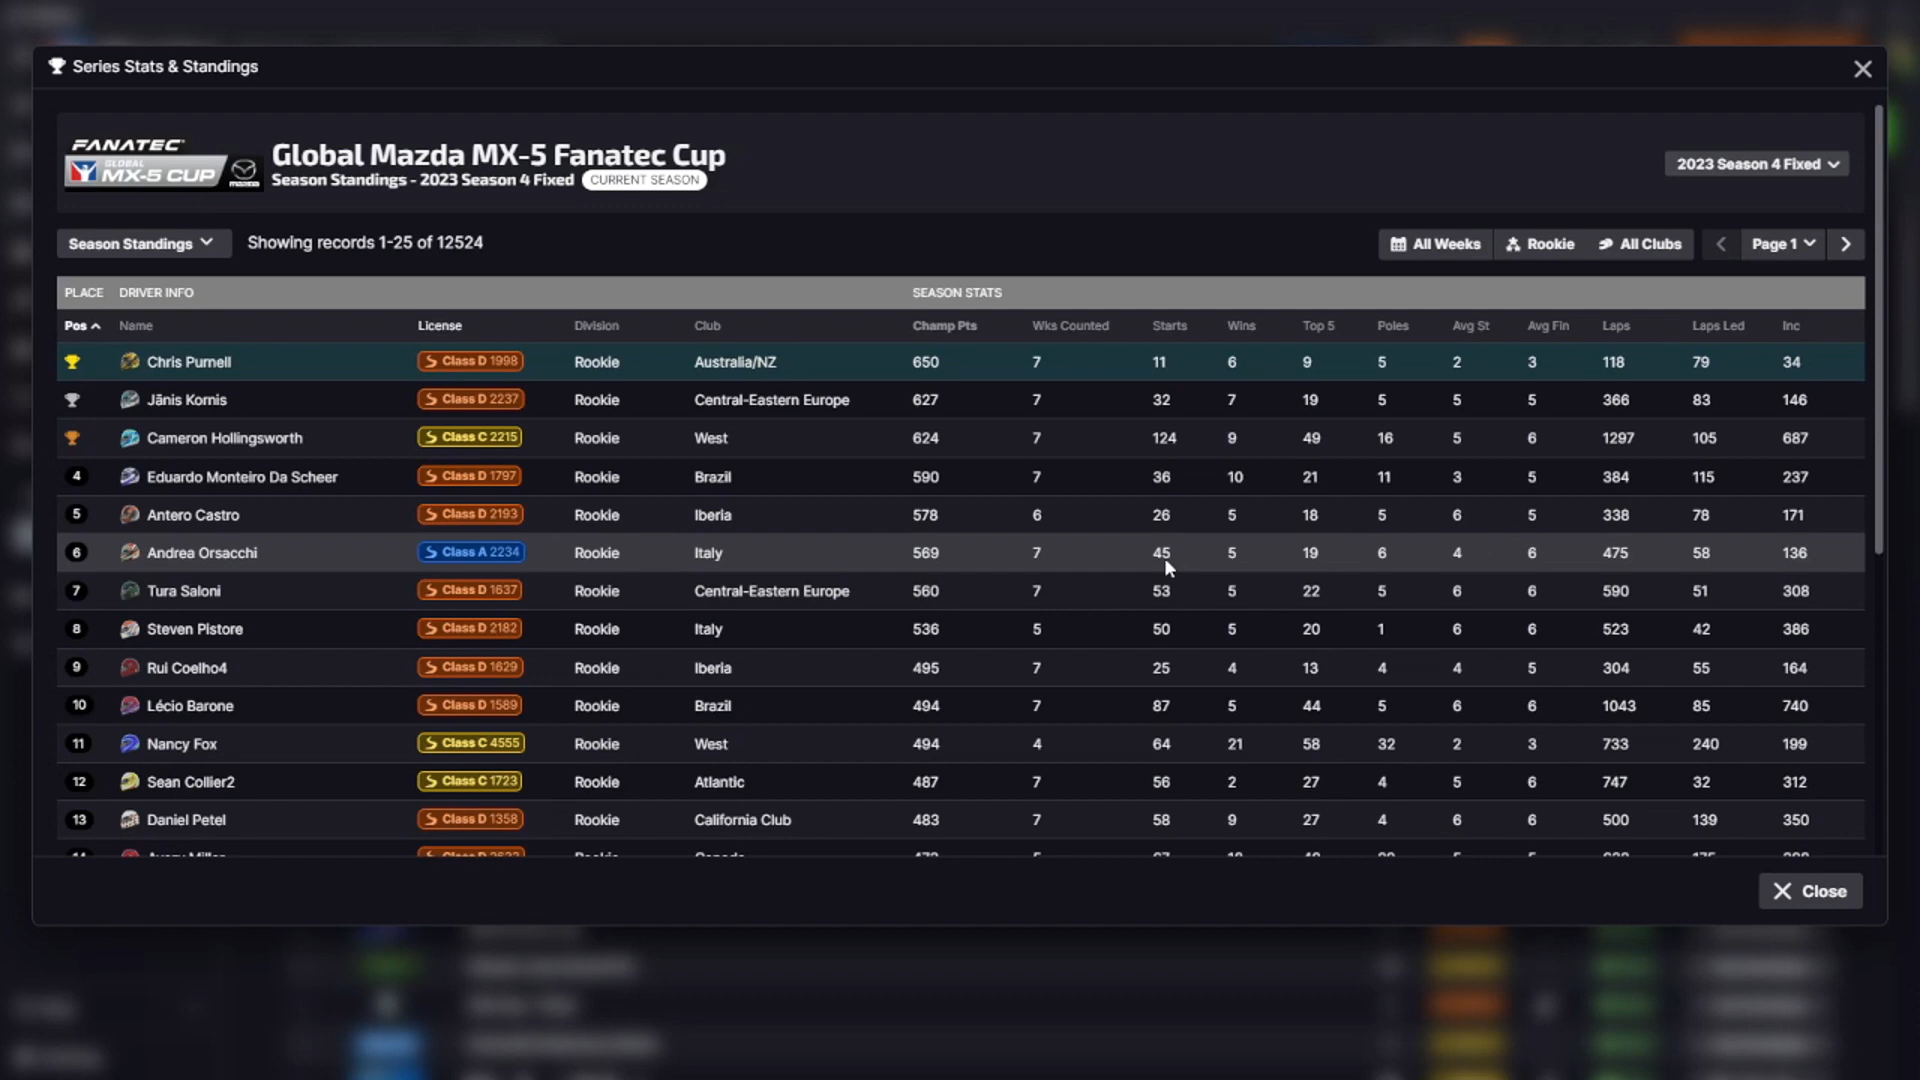 Series Stats & Standings
FANATEC
GLOBAL
MX-5 CUP
mazda
Global Mazda MX-5 Fanatec Cup
Season Standings - 2023 Season 4 Fixed CURRENT SEASON
2023 Season 4 Fixed
Season Standings Showing records 1-25 of 12524 All Weeks Rookie All Clubs Page 1
PLACE DRIVER INFO SEASON STATS
Pos Name License Division Club Champ Pts Wks Counted Starts Wins Top 5 Poles Avg St Avg Fin Laps Laps Led Inc
Chris Purnell Class D 1998 Rookie Australia/NZ 650 7 11 6 9 5 2 3 118 79 34
Jānis Kornis Class D 2237 Rookie Central-Eastern Europe 627 7 32 7 19 5 5 5 366 83 146
Cameron Hollingsworth Class C 2215 Rookie West 624 7 124 9 49 16 5 6 1297 105 687
4 Eduardo Monteiro Da Scheer Class D 1797 Rookie Brazil 590 7 36 10 21 11 3 5 384 115 237
5 Antero Castro Class D 2193 Rookie Iberia 578 6 26 5 18 5 6 5 338 78 171
6 Andrea Orsacchi Class A 2234 Rookie Italy 569 7 45 5 19 6 4 6 475 58 136
7 Tura Saloni Class D 1637 Rookie Central-Eastern Europe 560 7 53 5 22 5 6 6 590 51 308
8 Steven Pistore Class D 2182 Rookie Italy 536 5 50 5 20 1 6 6 523 42 386
9 Rui Coelho4 Class D 1629 Rookie Iberia 495 7 25 4 13 4 4 5 304 55 164
10 Lécio Barone Class D 1589 Rookie Brazil 494 7 87 5 44 5 6 6 1043 85 740
11 Nancy Fox Class C 4555 Rookie West 494 4 64 21 58 32 2 3 733 240 199
12 Sean Collier2 Class C 1723 Rookie Atlantic 487 7 56 2 27 4 5 6 747 32 312
13 Daniel Petel Class D 1358 Rookie California Club 483 7 58 9 27 4 6 6 500 139 350
Close